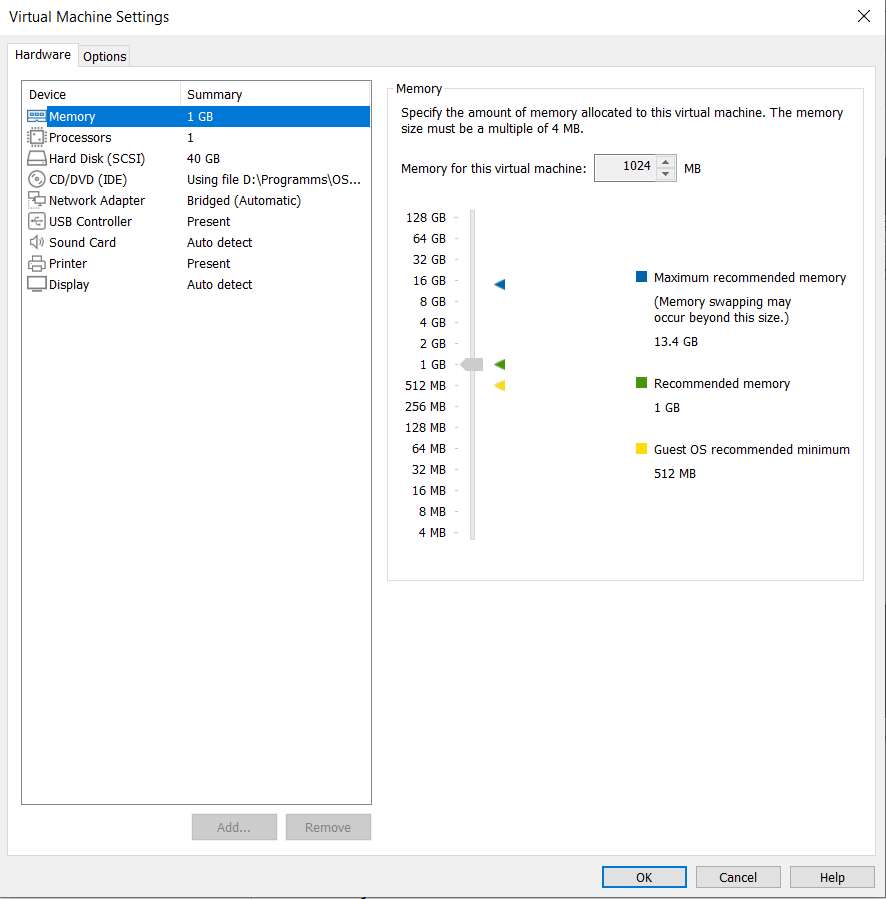 Virtual Machine Settings
Hardware
Options
Device Summary
Memory 1 GB
Processors 1
Hard Disk (SCSI) 40 GB
CD/DVD (IDE) Using file D:\Programms\OS...
Network Adapter Bridged (Automatic)
USB Controller Present
Sound Card Auto detect
Printer Present
Display Auto detect
Add...
Remove
Memory
Specify the amount of memory allocated to this virtual machine. The memory
size must be a multiple of 4 MB.
Memory for this virtual machine: 1024 MB
128 GB
64 GB
32 GB
16 GB
8 GB
4 GB
2 GB
1 GB
512 MB
256 MB
128 MB
64 MB
32 MB
16 MB
8 MB
4 MB
Maximum recommended memory
(Memory swapping may
occur beyond this size.)
13.4 GB
Recommended memory
1 GB
Guest OS recommended minimum
512 MB
OK
Cancel
Help